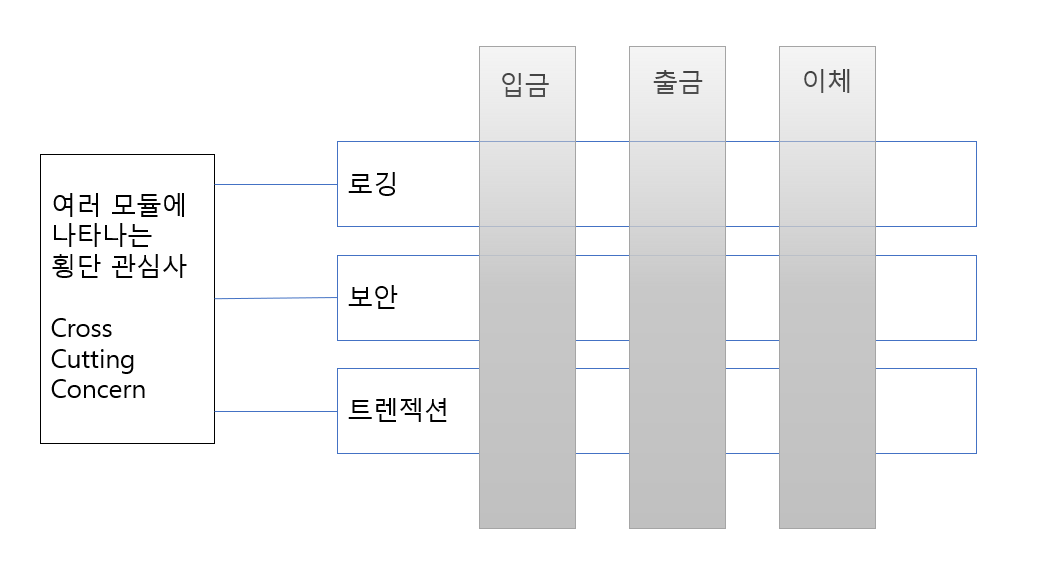 입금
출금
이체
여러 모듈에
나타나는
횡단 관심사
Cross
Cutting
Concern
로깅
보안
트렌젝션